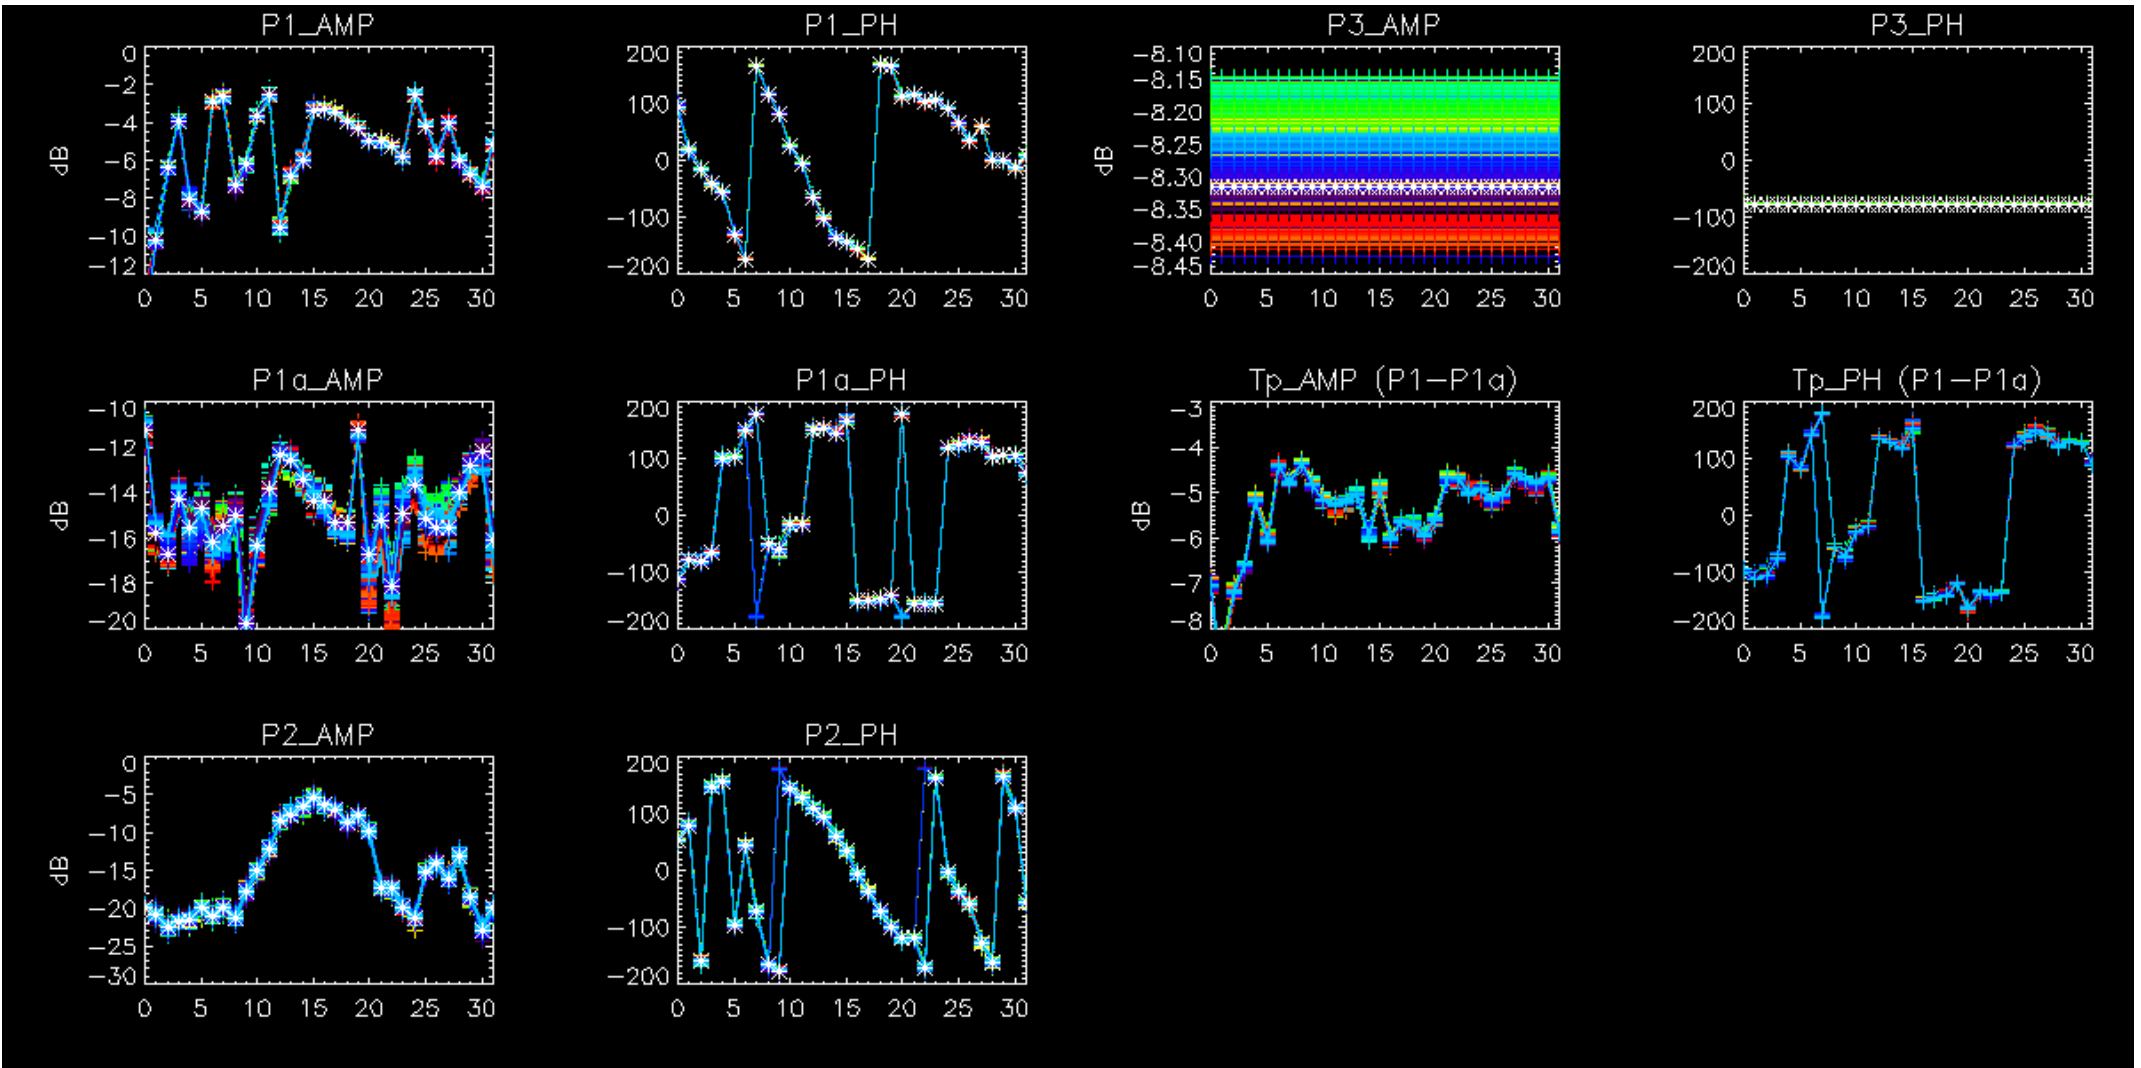 P1_AMP
P1_PH
P3_AMP
P3_PH
0
-2
-4
-6
-8
-10
-12
dB
0 5 10 15 20 25 30
200
100
0
-100
-200
0 5 10 15 20 25 30
-8.10
-8.15
-8.20
-8.25
-8.30
-8.35
-8.40
-8.45
dB
0 5 10 15 20 25 30
200
100
0
-100
-200
0 5 10 15 20 25 30
P1a_AMP
P1a_PH
Tp_AMP (P1-P1a)
Tp_PH (P1-P1a)
-10
-12
-14
-16
-18
-20
dB
0 5 10 15 20 25 30
200
100
0
-100
-200
0 5 10 15 20 25 30
-3
-4
-5
-6
-7
-8
dB
0 5 10 15 20 25 30
200
100
0
-100
-200
0 5 10 15 20 25 30
P2_AMP
P2_PH
0
-5
-10
-15
-20
-25
-30
dB
0 5 10 15 20 25 30
200
100
0
-100
-200
0 5 10 15 20 25 30